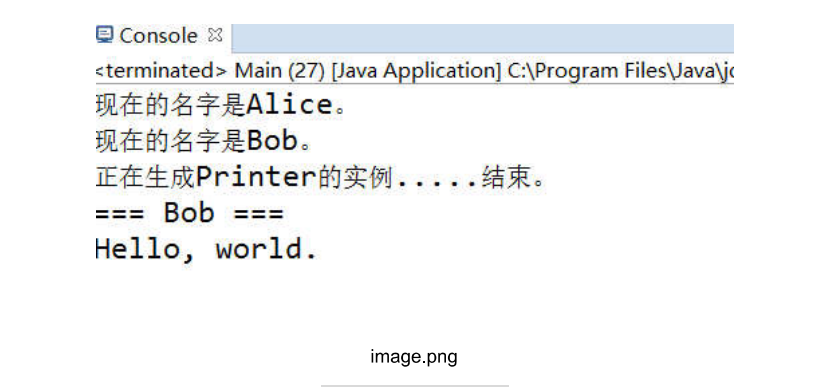 Console
<terminated> Main (27) [Java Application] C:\Program Files\Java\jd
现在的名字是Alice。
现在的名字是Bob。
正在生成Printer的实例.....结束。
=== Bob ===
Hello, world.
image.png